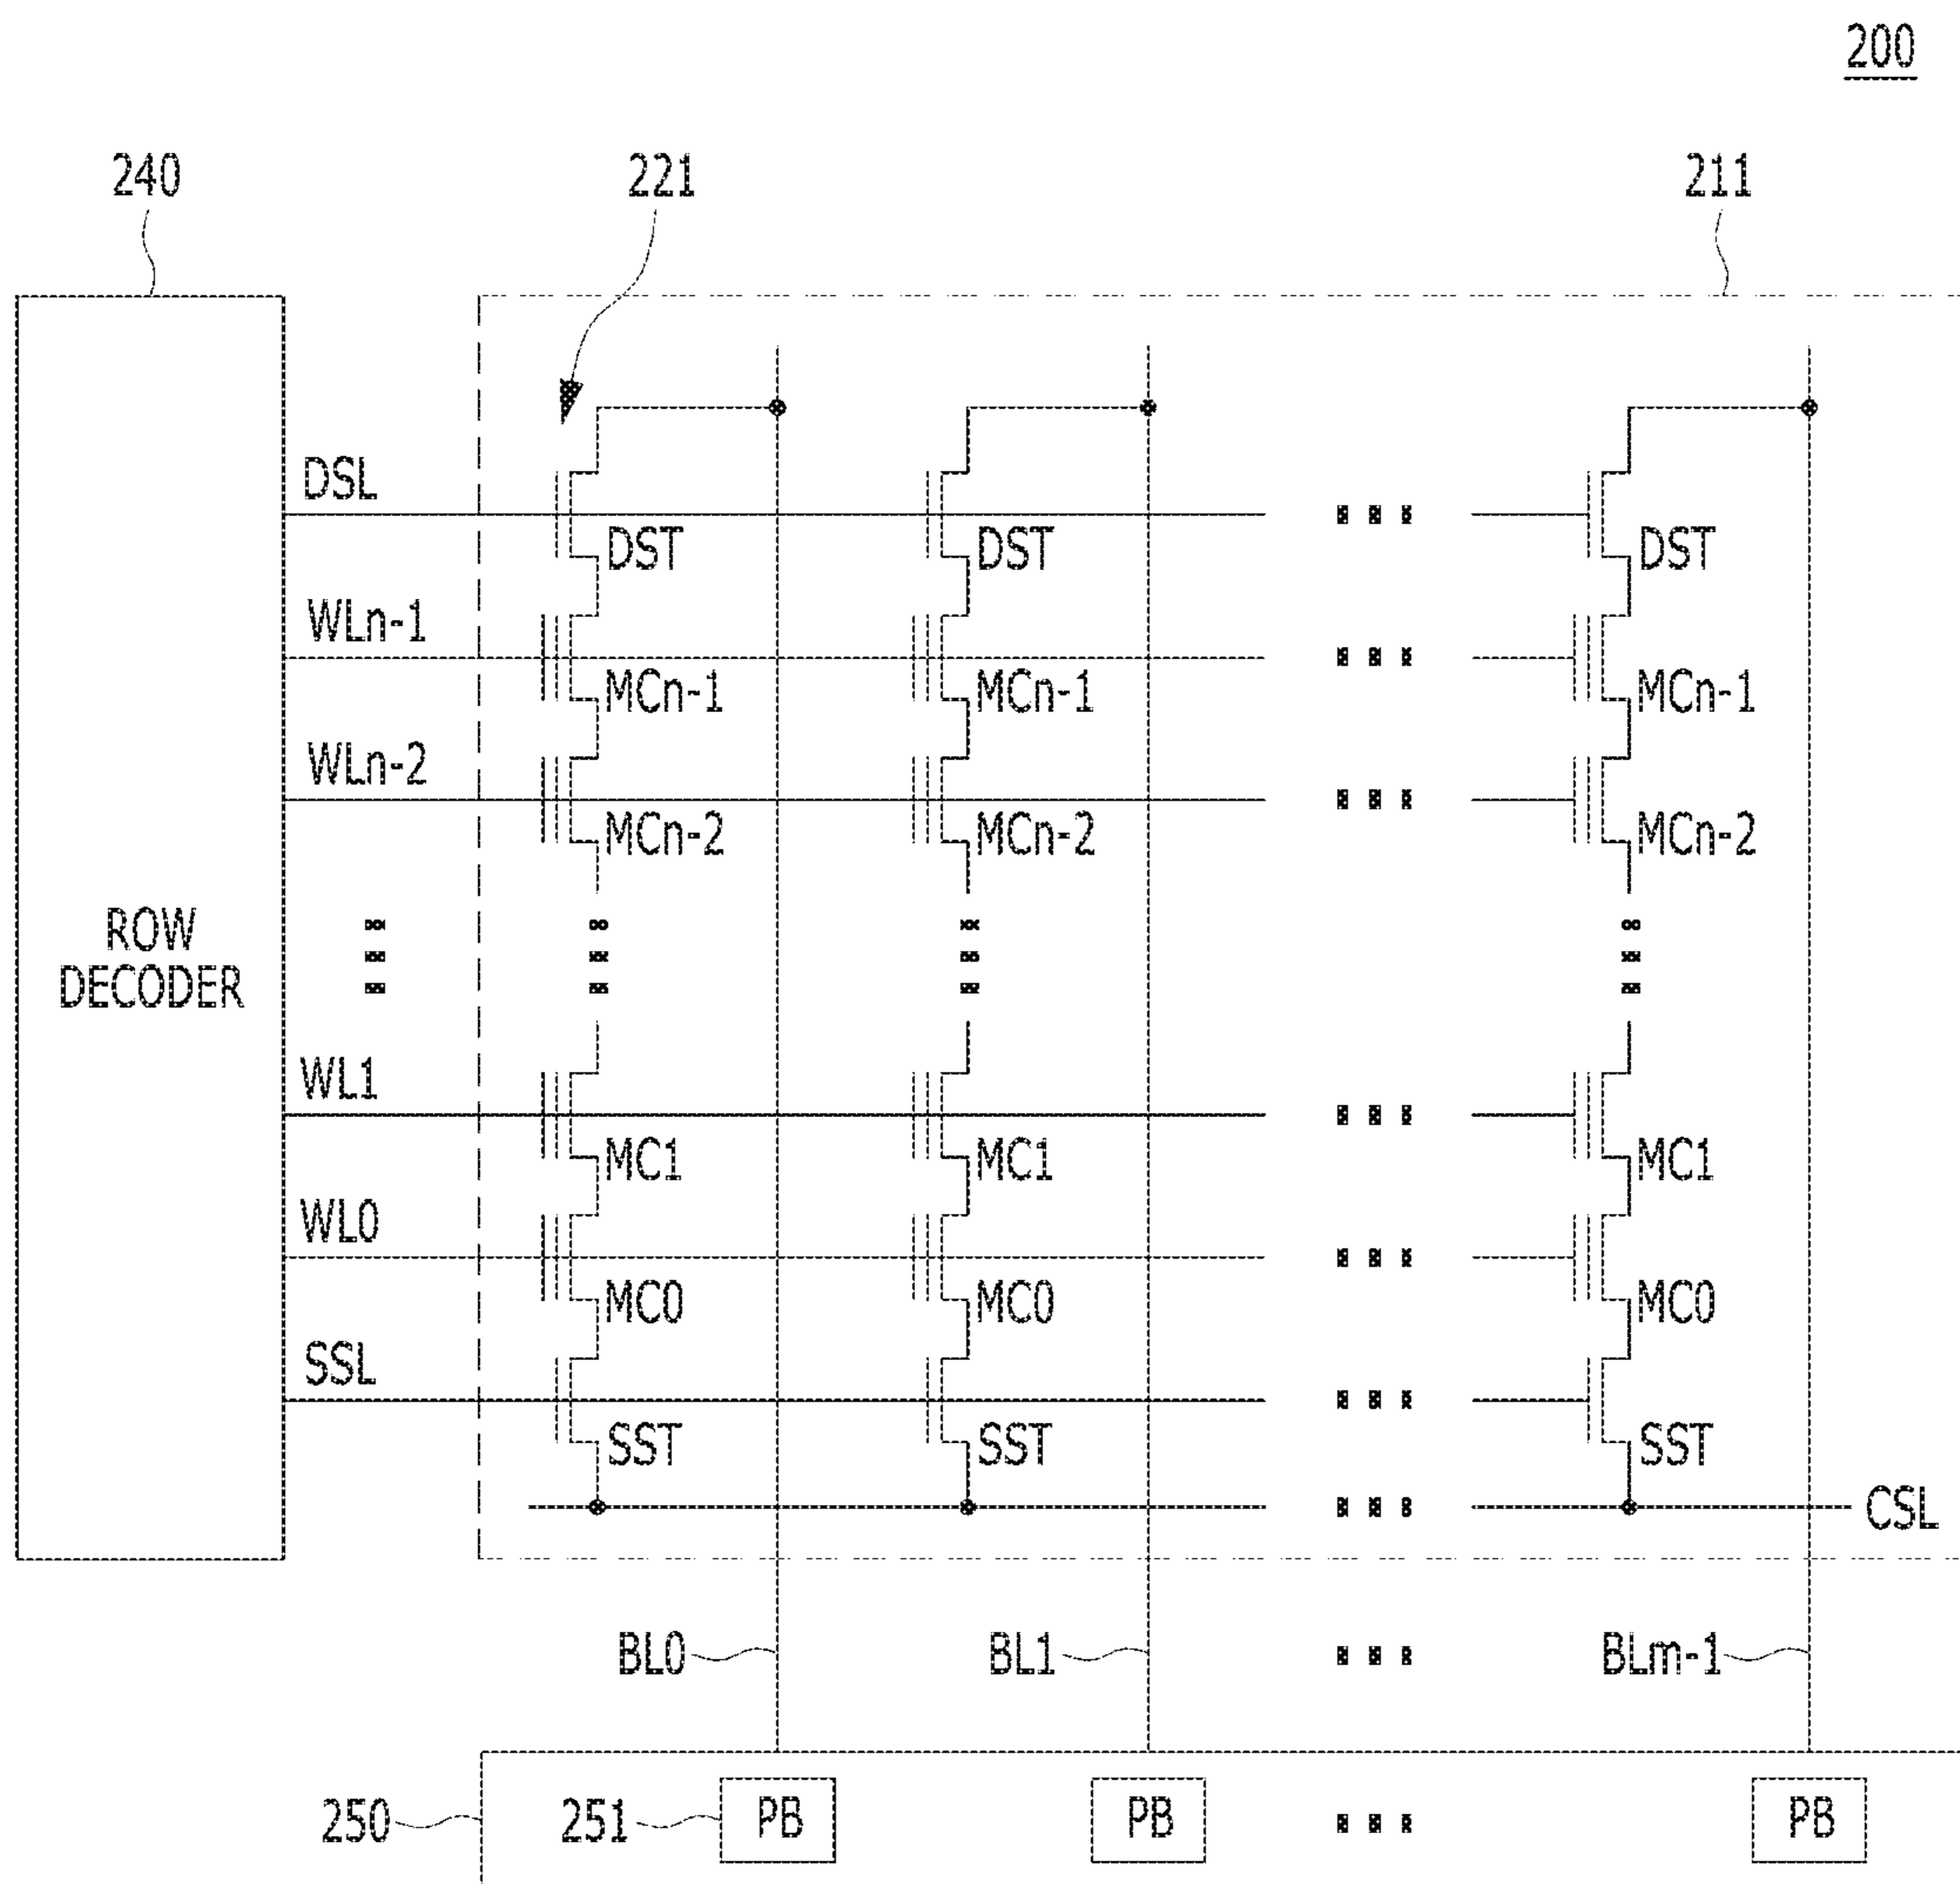 200
240 221 211
DSL
DST DST DST
WLn-1
MCn-1 MCn-1 MCn-1
WLn-2
MCn-2 MCn-2 MCn-2
ROW
DECODER
WL1
MC1 MC1 MC1
WL0
MC0 MC0 MC0
SSL
SST SST SST
CSL
BL0 BL1 BLm-1
250 251 PB PB PB